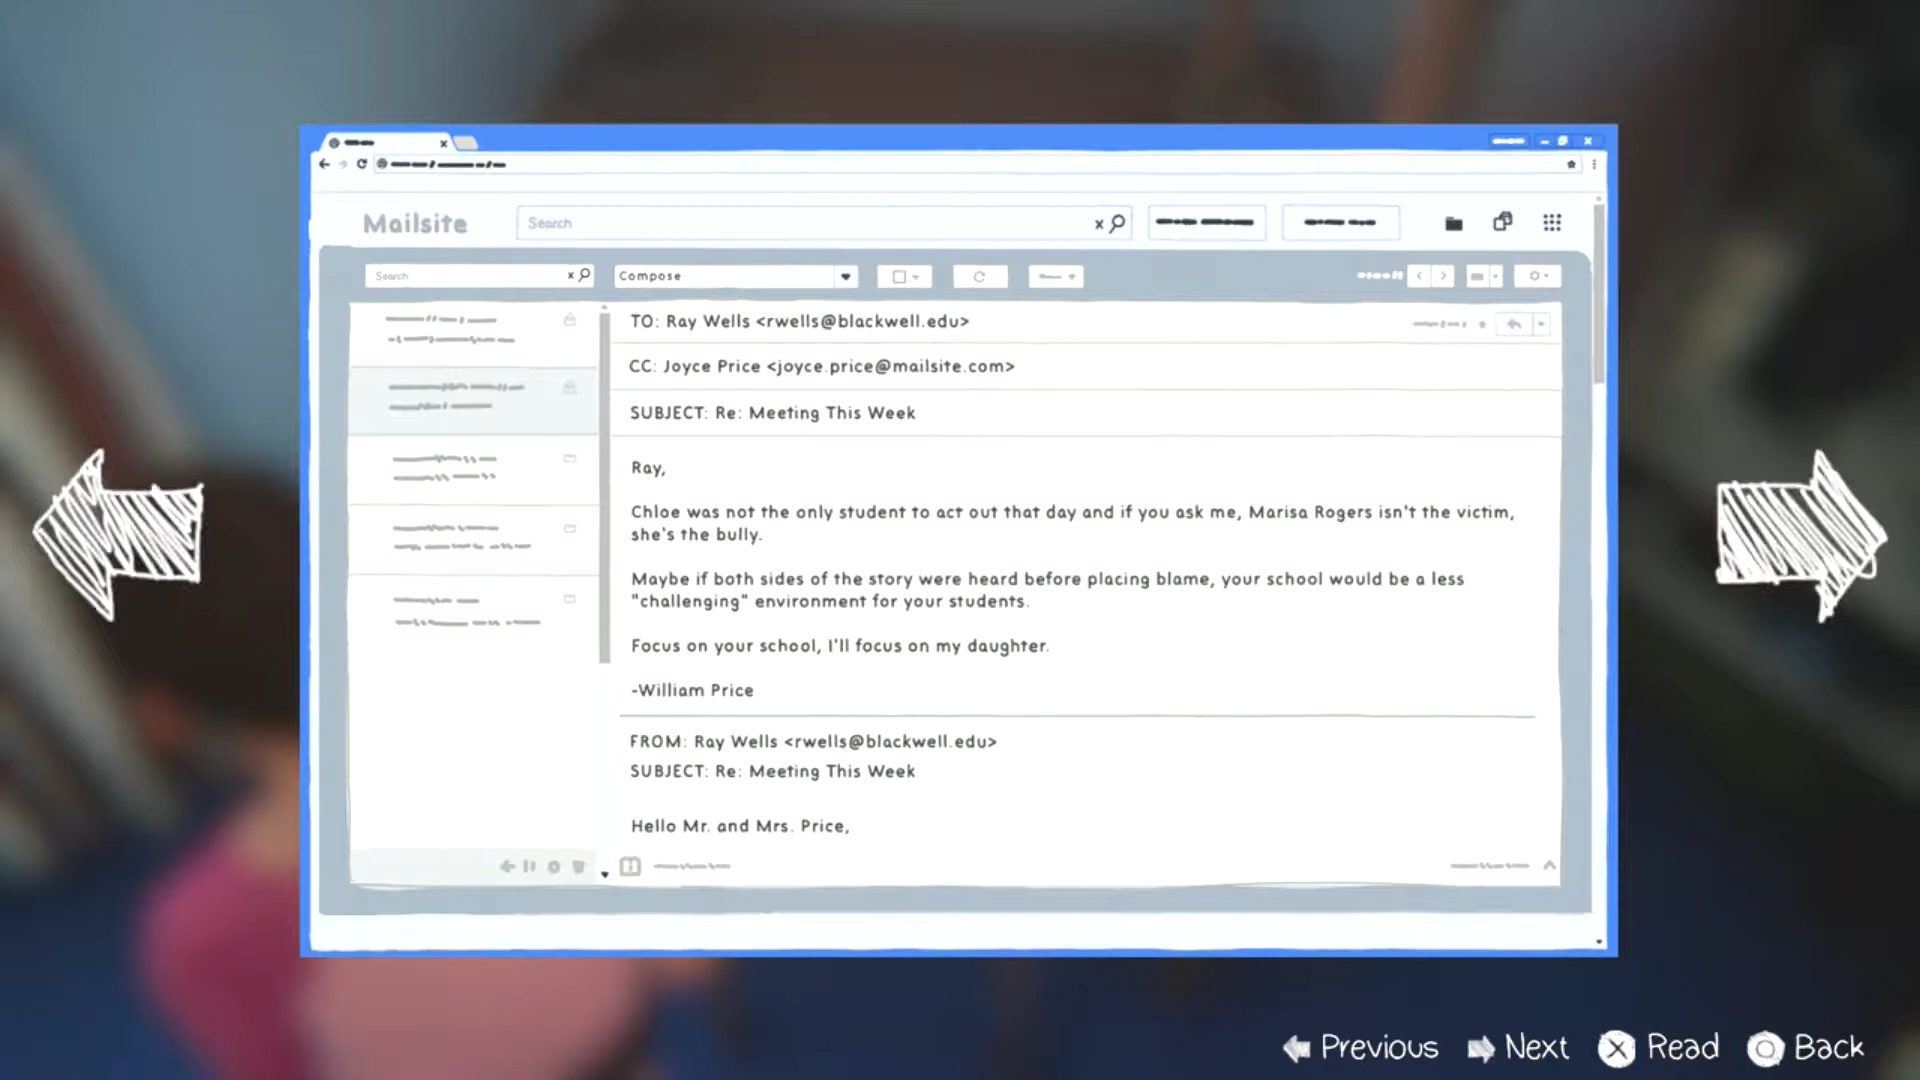 Mailsite
Search
Search
Compose
TO: Ray Wells <rwells@blackwell.edu>
CC: Joyce Price <joyce.price@mailsite.com>
SUBJECT: Re: Meeting This Week
Ray,
Chloe was not the only student to act out that day and if you ask me, Marisa Rogers isn't the victim,
she's the bully.
Maybe if both sides of the story were heard before placing blame, your school would be a less
"challenging" environment for your students.
Focus on your school, I'll focus on my daughter.
-William Price
FROM: Ray Wells <rwells@blackwell.edu>
SUBJECT: Re: Meeting This Week
Hello Mr. and Mrs. Price,
Previous
Next
Read
Back